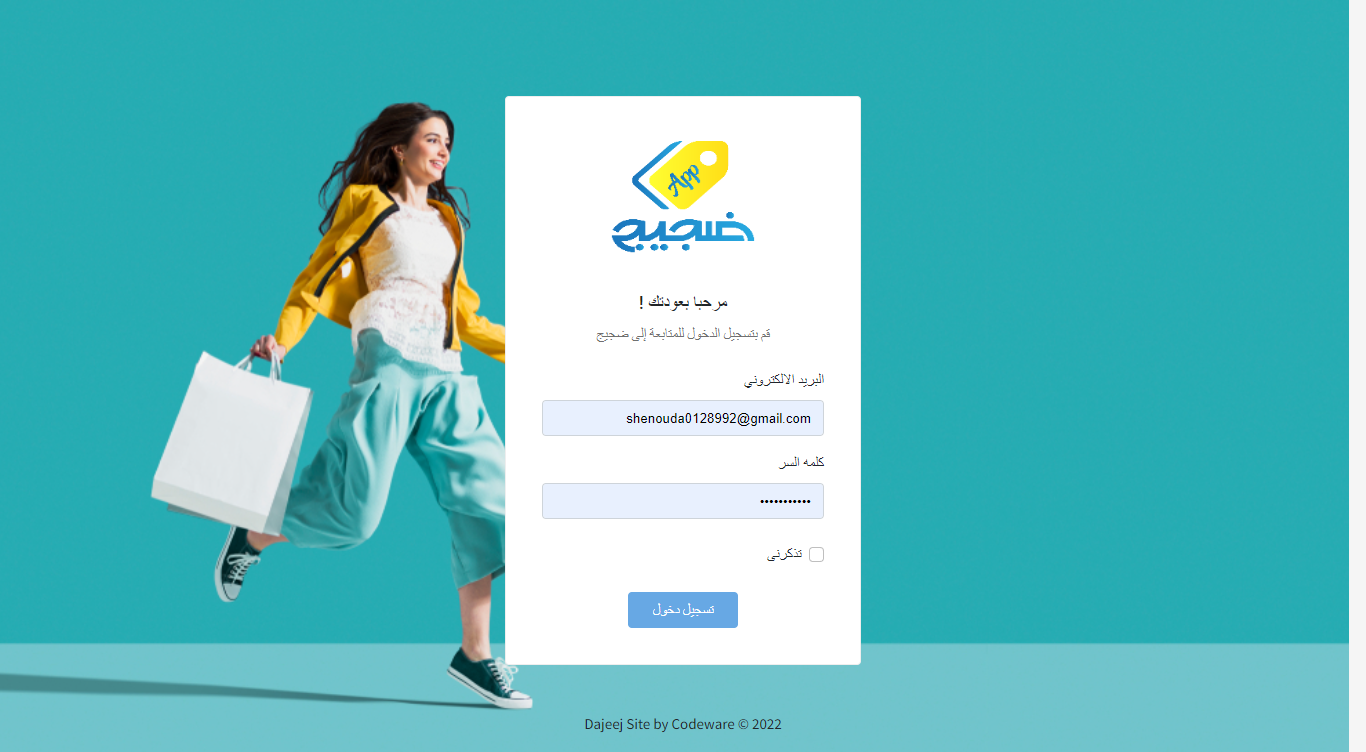 App
ضجيج
مرحبا بعودتك !
قم بتسجيل الدخول للمتابعة إلى ضجيج
البريد الالكتروني
shenouda0128992@gmail.com
كلمه السر
•••••••••••
تذكرنى
تسجيل دخول
Dajeej Site by Codeware © 2022